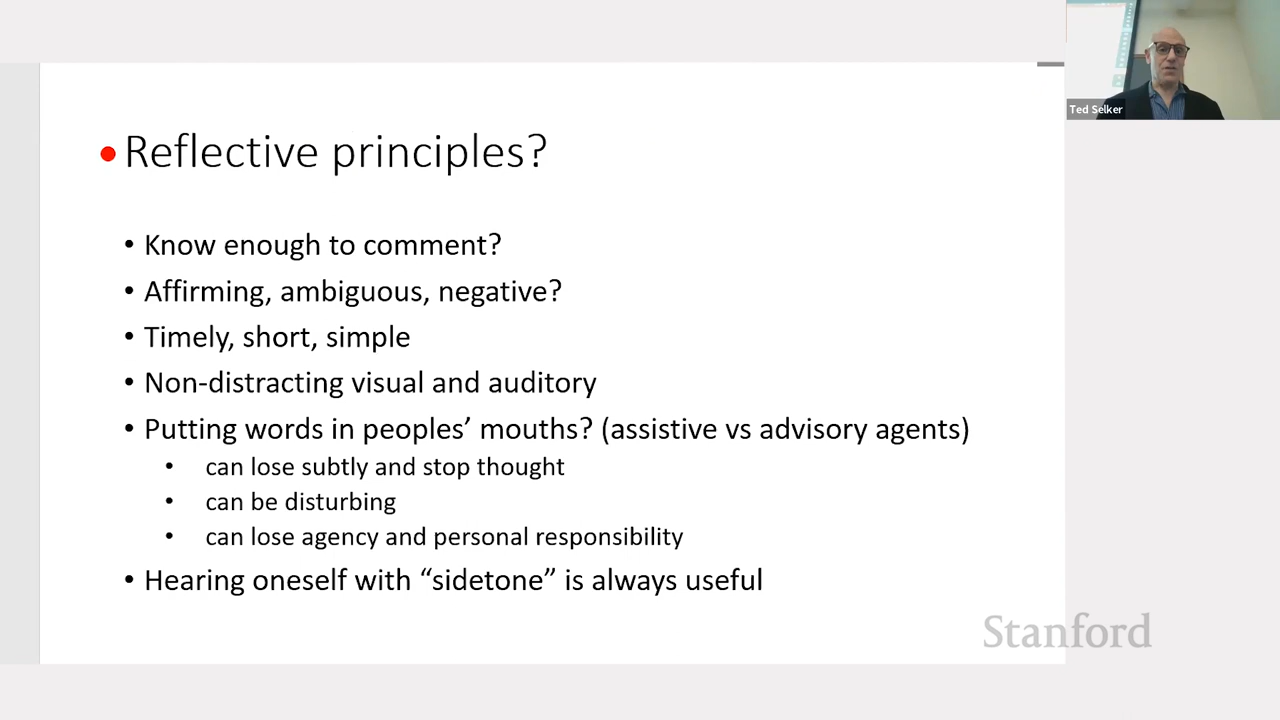 Ted Selker
• Reflective principles?
• Know enough to comment?
• Affirming, ambiguous, negative?
• Timely, short, simple
• Non-distracting visual and auditory
• Putting words in peoples’ mouths? (assistive vs advisory agents)
• can lose subtly and stop thought
• can be disturbing
• can lose agency and personal responsibility
• Hearing oneself with “sidetone” is always useful
Stanford